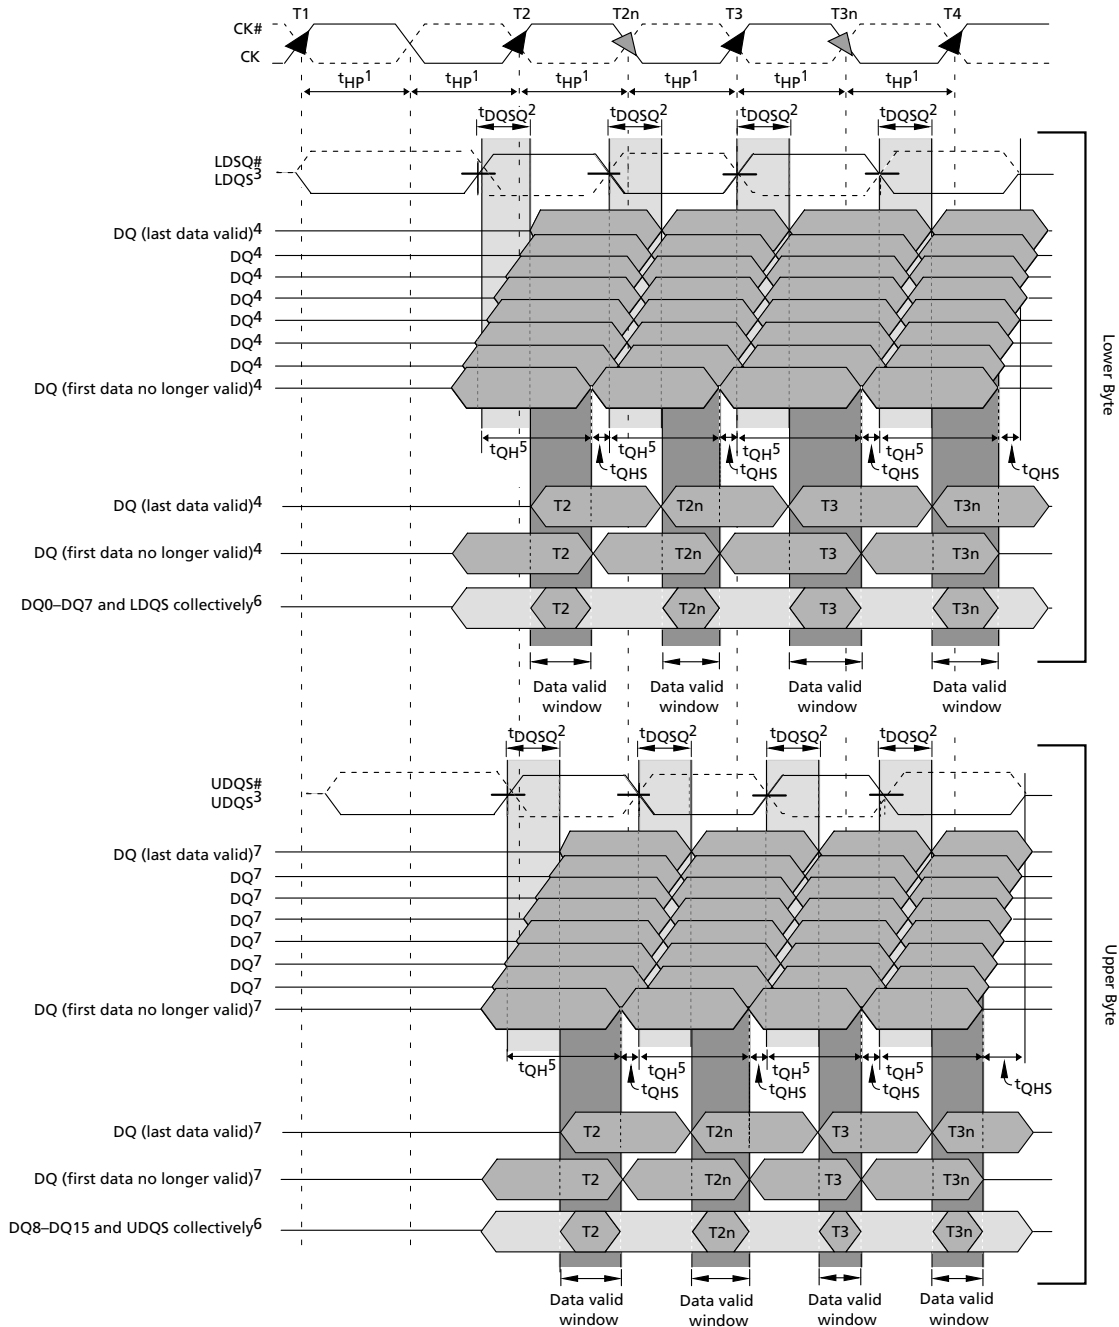 T1 T2 T2n T3 T3n T4
CK#
CK
tHP1 tHP1 tHP1 tHP1 tHP1 tHP1
tDQSQ2 tDQSQ2 tDQSQ2 tDQSQ2
LDSQ#
LDQS3
DQ (last data valid)4
DQ4
DQ4
DQ4
DQ4
DQ4
DQ4
DQ (first data no longer valid)4
Lower Byte
tQH5 tQH5 tQH5 tQH5
tQHS tQHS tQHS tQHS
DQ (last data valid)4 T2 T2n T3 T3n
DQ (first data no longer valid)4 T2 T2n T3 T3n
DQ0–DQ7 and LDQS collectively6 T2 T2n T3 T3n
Data valid Data valid Data valid Data valid
window window window window
tDQSQ2 tDQSQ2 tDQSQ2 tDQSQ2
UDQS#
UDQS3
DQ (last data valid)7
DQ7
DQ7
DQ7
DQ7
DQ7
DQ7
DQ (first data no longer valid)7
Upper Byte
tQH5 tQH5 tQH5 tQH5
tQHS tQHS tQHS tQHS
DQ (last data valid)7 T2 T2n T3 T3n
DQ (first data no longer valid)7 T2 T2n T3 T3n
DQ8–DQ15 and UDQS collectively6 T2 T2n T3 T3n
Data valid Data valid Data valid Data valid
window window window window